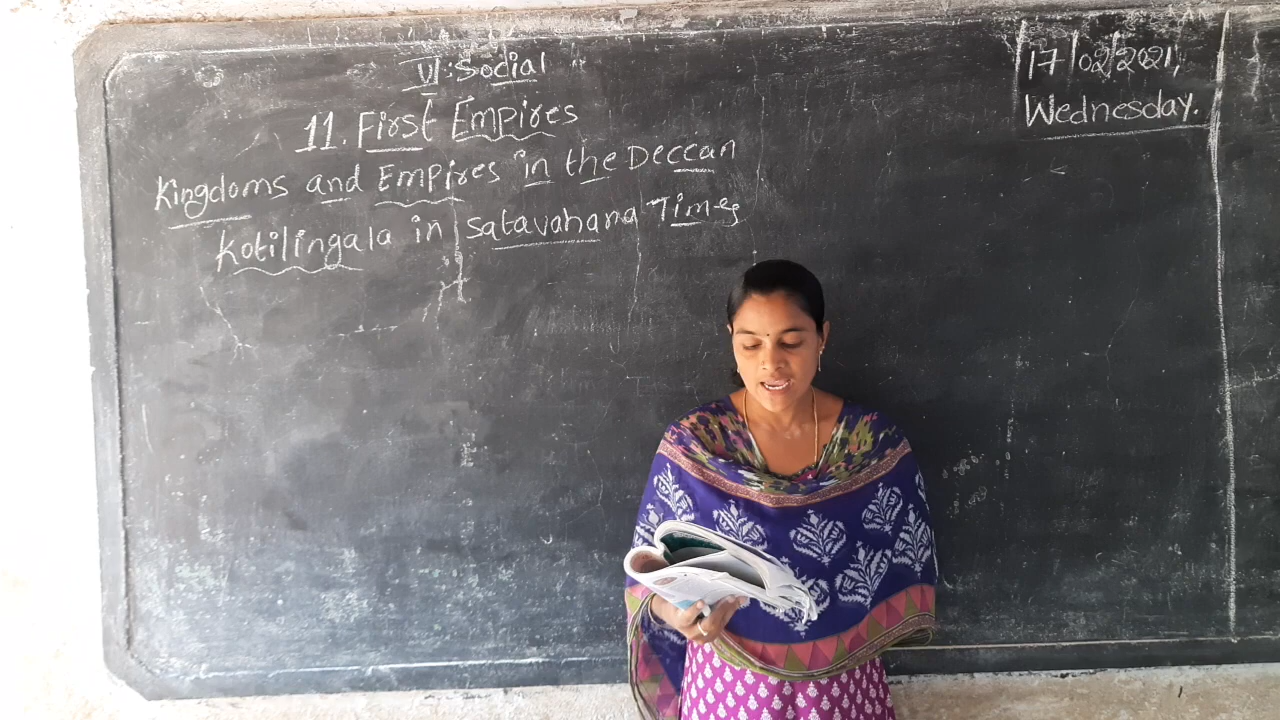 VI : Social
11. First Empires
Kingdoms and Empires in the Deccan
Kotilingala in Satavahana Times
17/02/2021,
Wednesday.